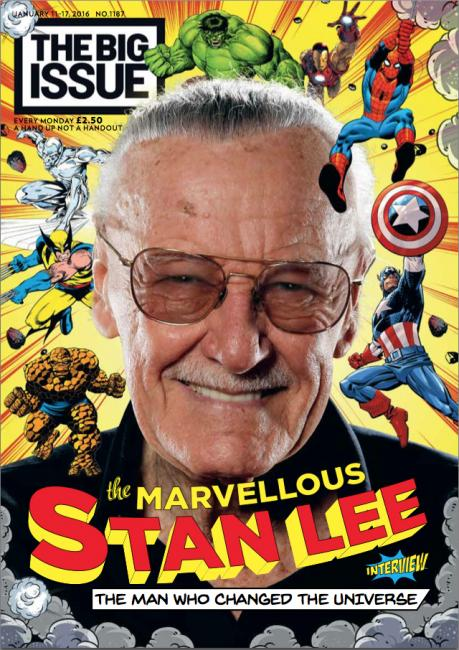 JANUARY 11-17, 2016 NO.1187
THE BIG
ISSUE
EVERY MONDAY £2.50
A HAND UP NOT A HANDOUT
the MARVELLOUS
STAN LEE
INTERVIEW
THE MAN WHO CHANGED THE UNIVERSE